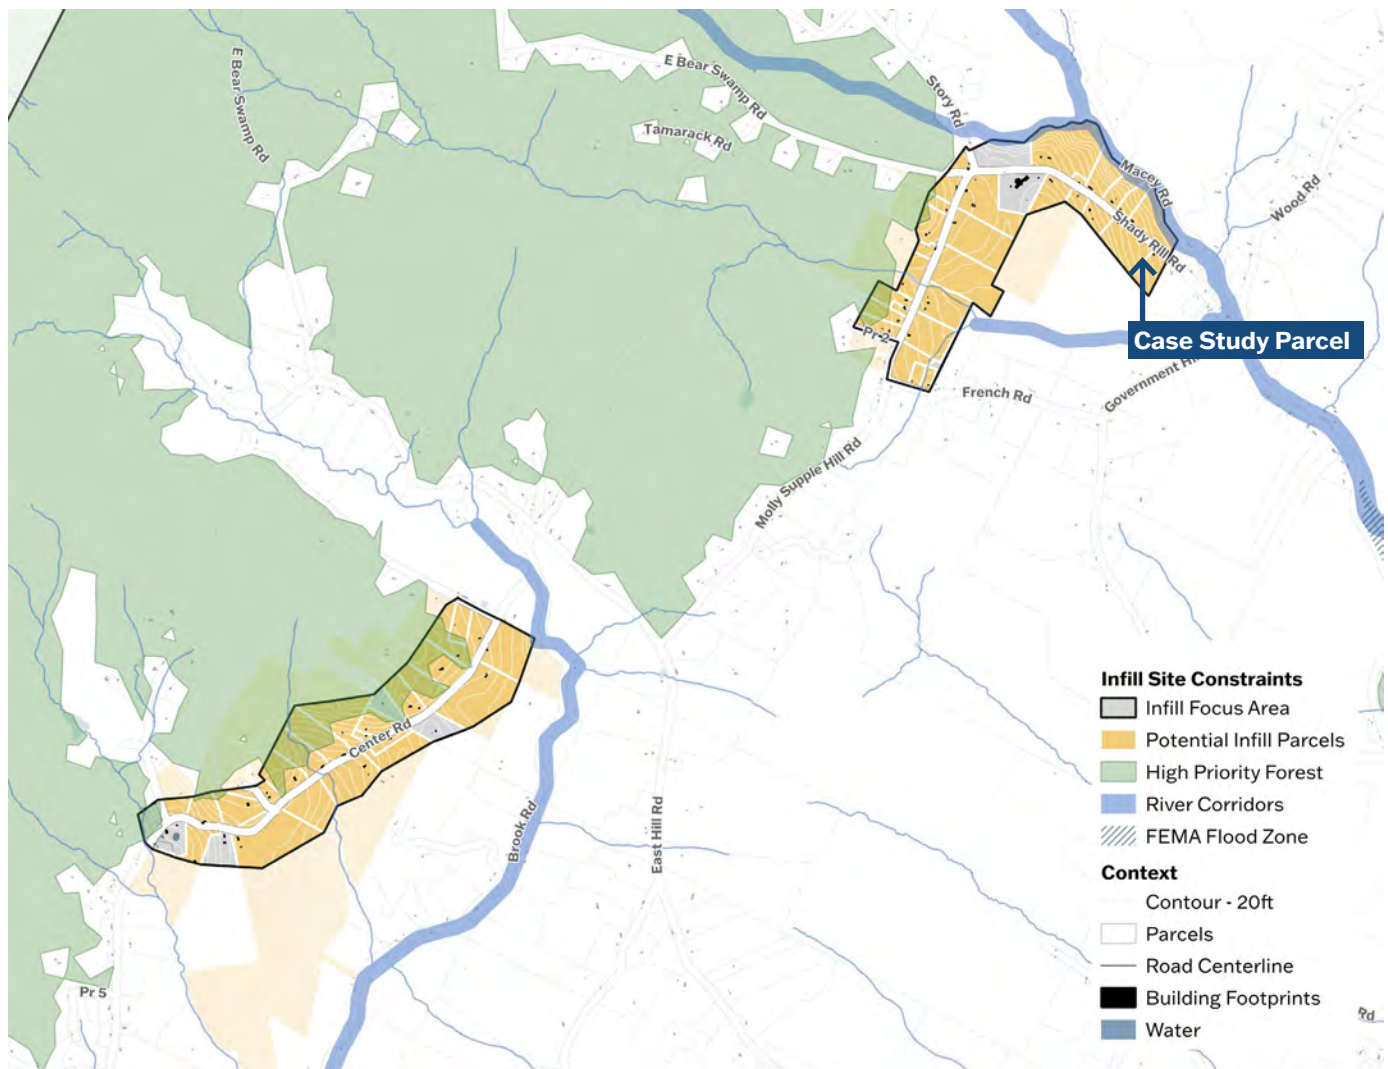 E Bear Swamp Rd
E Bear Swamp Rd
Story Rd
Tamarack Rd
Macey Rd
Wood Rd
Shady Rill Rd
Case Study Parcel
Pr 2
Government Hil
French Rd
Molly Supple Hill Rd
Center Rd
Brook Rd
East Hill Rd
Pr 5
Rd
Infill Site Constraints
Infill Focus Area
Potential Infill Parcels
High Priority Forest
River Corridors
FEMA Flood Zone
Context
Contour - 20ft
Parcels
Road Centerline
Building Footprints
Water